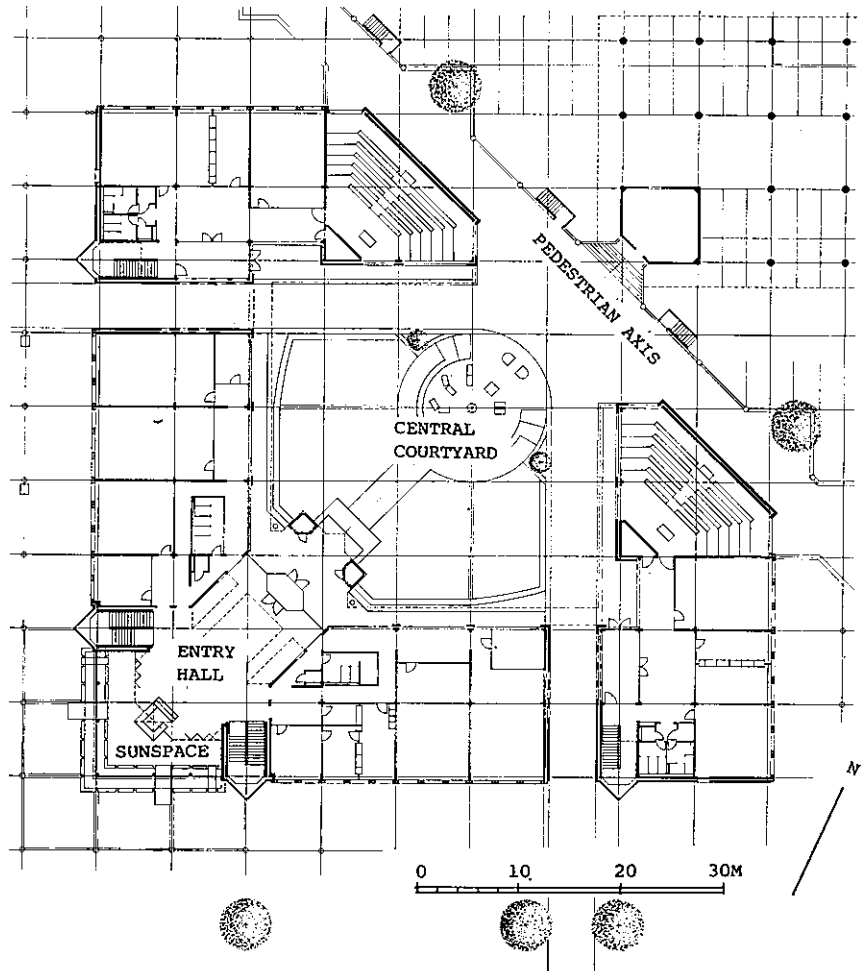 PEDESTRIAN AXIS
CENTRAL
COURTYARD
ENTRY
HALL
SUNSPACE
N
0 10 20 30M